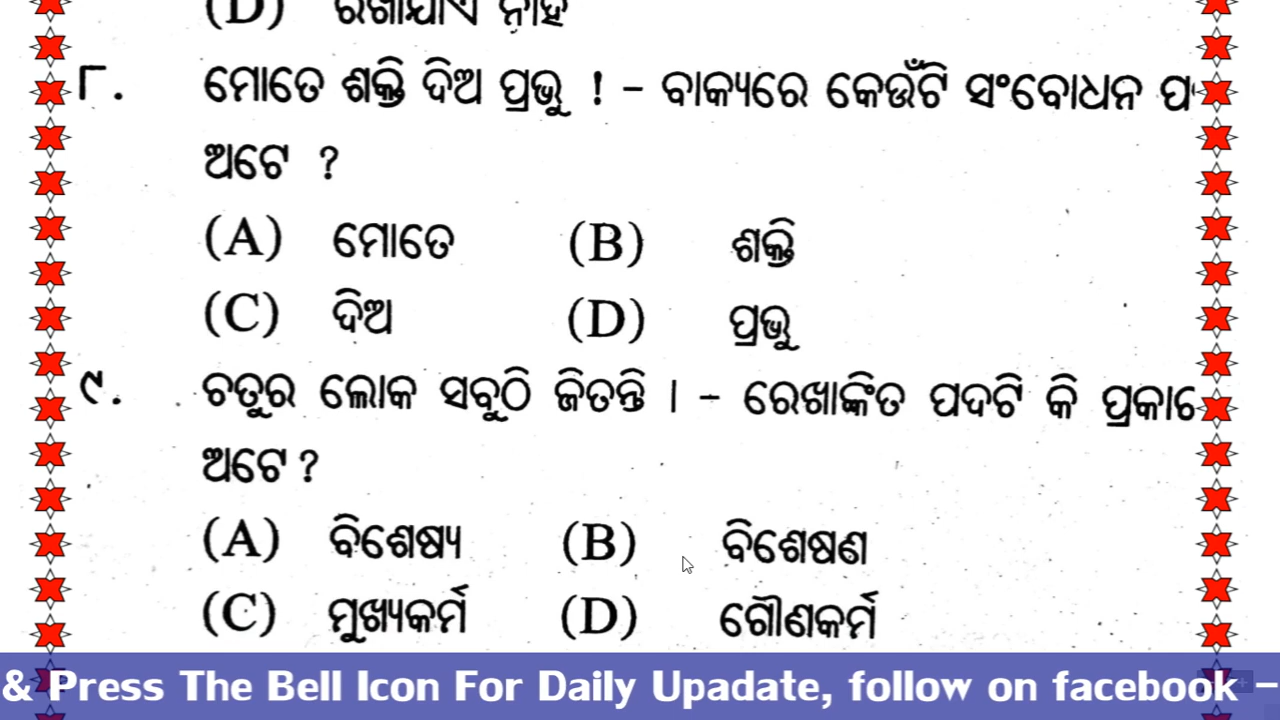 (D) ରଖାଯାଏ ନାହିଁ
୮. ମୋତେ ଶକ୍ତି ଦିଅ ପ୍ରଭୁ ! – ବାକ୍ୟରେ କେଉଁଟି ସଂବୋଧନ
ଅଟେ ?
(A) ମୋତେ (B) ଶକ୍ତି
(C) ଦିଅ (D) ପ୍ରଭୁ
୯. ଚତୁର ଲୋକ ସବୁଠି ଜିତନ୍ତି । – ରେଖାଙ୍କିତ ପଦଟି କି
ଅଟେ ?
(A) ବିଶେଷ୍ୟ (B) ବିଶେଷଣ
(C) ମୁଖ୍ୟକର୍ମ (D) ଗୌଣକର୍ମ
& Press The Bell Icon For Daily Upadate, follow on facebook –